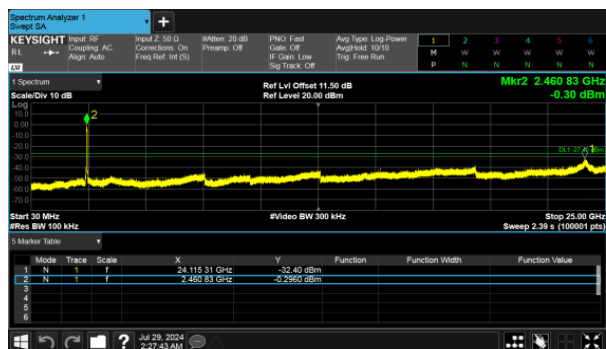 Spectrum Analyzer 1
Swept SA
+
KEYSIGHT Input: RF Input Z: 50 Ω #Atten: 20 dB PNO: Fast Avg Type: Log-Power 1 2 3 4 5 6
RL Coupling: AC Corrections: On Preamp: Off Gate: Off Avg|Hold: 10/10 M W W W W W
Align: Auto Freq Ref: Int (S) IF Gain: Low Trig: Free Run
Sig Track: Off P N N N N N
1 Spectrum Ref Lvl Offset 11.50 dB Mkr2 2.460 83 GHz
Scale/Div 10 dB Ref Level 20.00 dBm -0.30 dBm
Log
10.0 2
0.00
-10.0
-20.0
-30.0 1
-40.0
-50.0
-60.0
-70.0
Start 30 MHz #Video BW 300 kHz Stop 25.00 GHz
#Res BW 100 kHz Sweep 2.39 s (100001 pts)
5 Marker Table
Mode Trace Scale X Y Function Function Width Function Value
1 N 1 f 24.115 31 GHz -32.40 dBm
2 N 1 f 2.460 83 GHz -0.2960 dBm
3
4
5
6
? Jul 29, 2024
2:27:43 AM